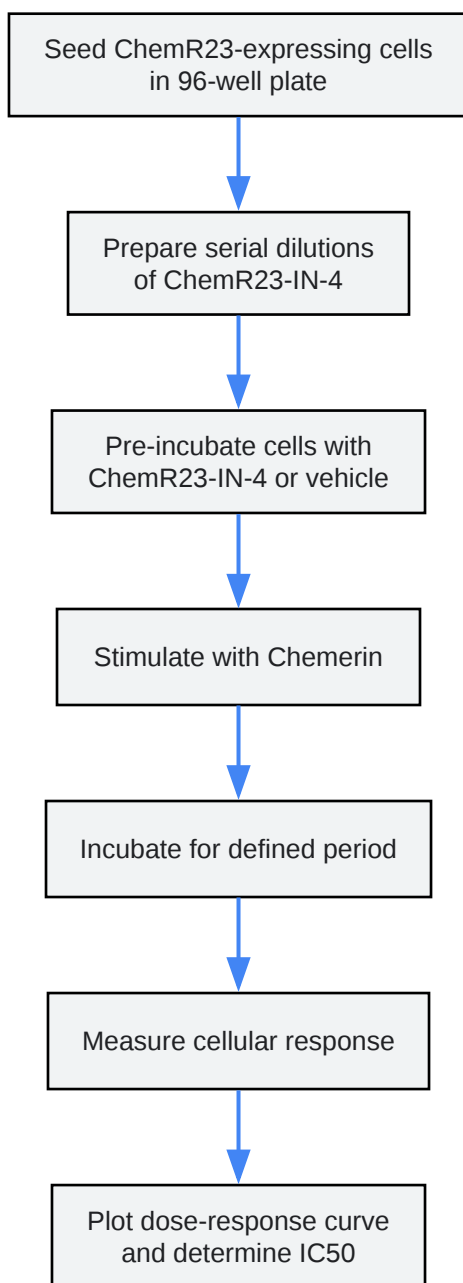 Seed ChemR23-expressing cells
in 96-well plate
Prepare serial dilutions
of ChemR23-IN-4
Pre-incubate cells with
ChemR23-IN-4 or vehicle
Stimulate with Chemerin
Incubate for defined period
Measure cellular response
Plot dose-response curve
and determine IC50